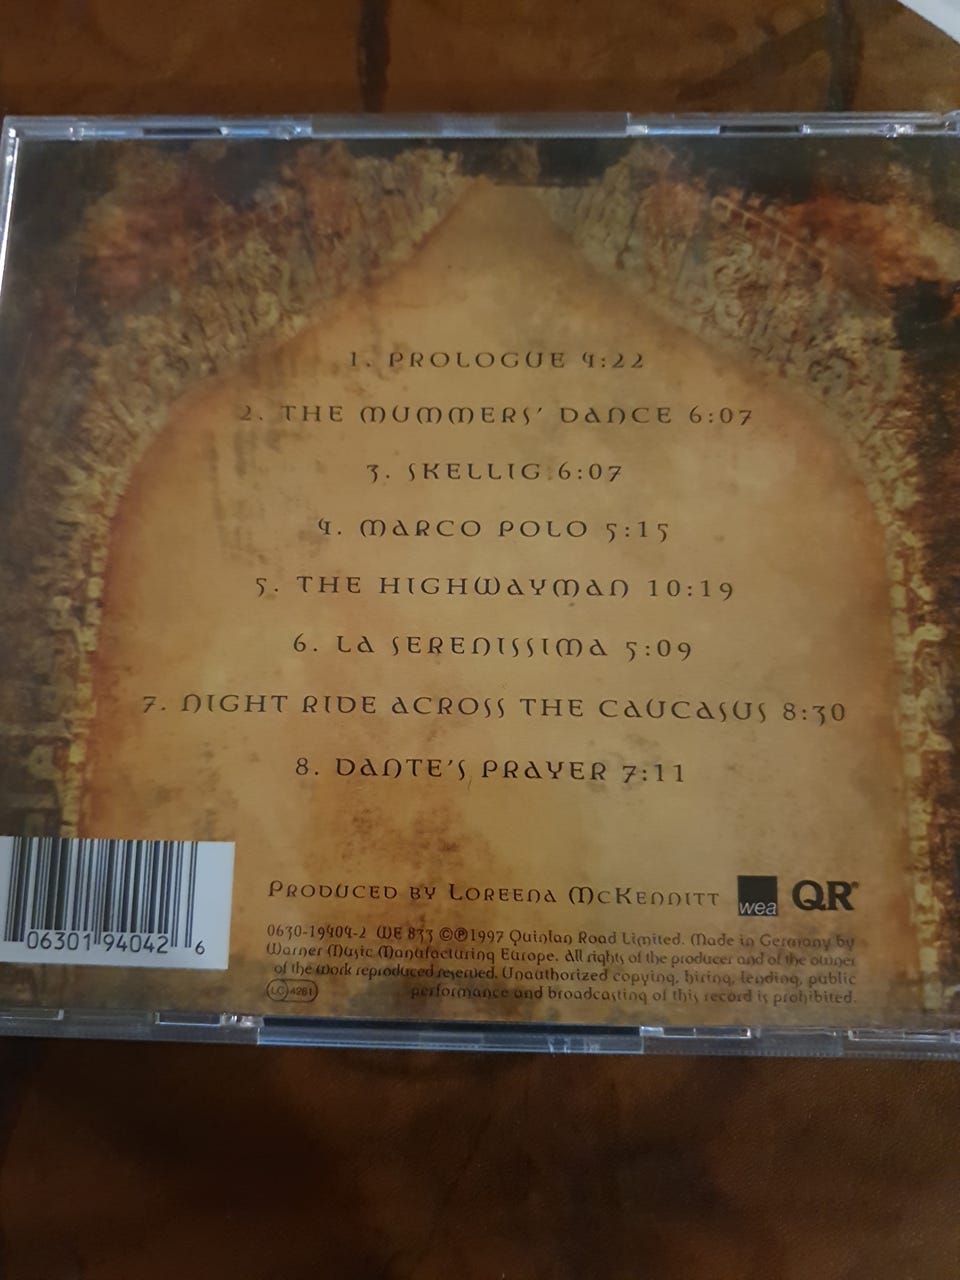 1. PROLOGUE 4:22
2. THE MUMMERS' DANCE 6:07
3. SKELLIG 6:07
4. MARCO POLO 5:15
5. THE HIGHWAYMAN 10:19
6. LA SERENISSIMA 5:09
7. NIGHT RIDE ACROSS THE CAUCASUS 8:30
8. DANTE'S PRAYER 7:11
PRODUCED BY LOREENA MCKENNITT wea QR
0630-19404-2 WE 833 ©℗1997 Quinlan Road Limited. Made in Germany by
Warner Music Manufacturing Europe. All rights of the producer and of the owner
of the work reproduced reserved. Unauthorized copying, hiring, lending, public
performance and broadcasting of this record is prohibited.
LC 4281
06301 94042 6